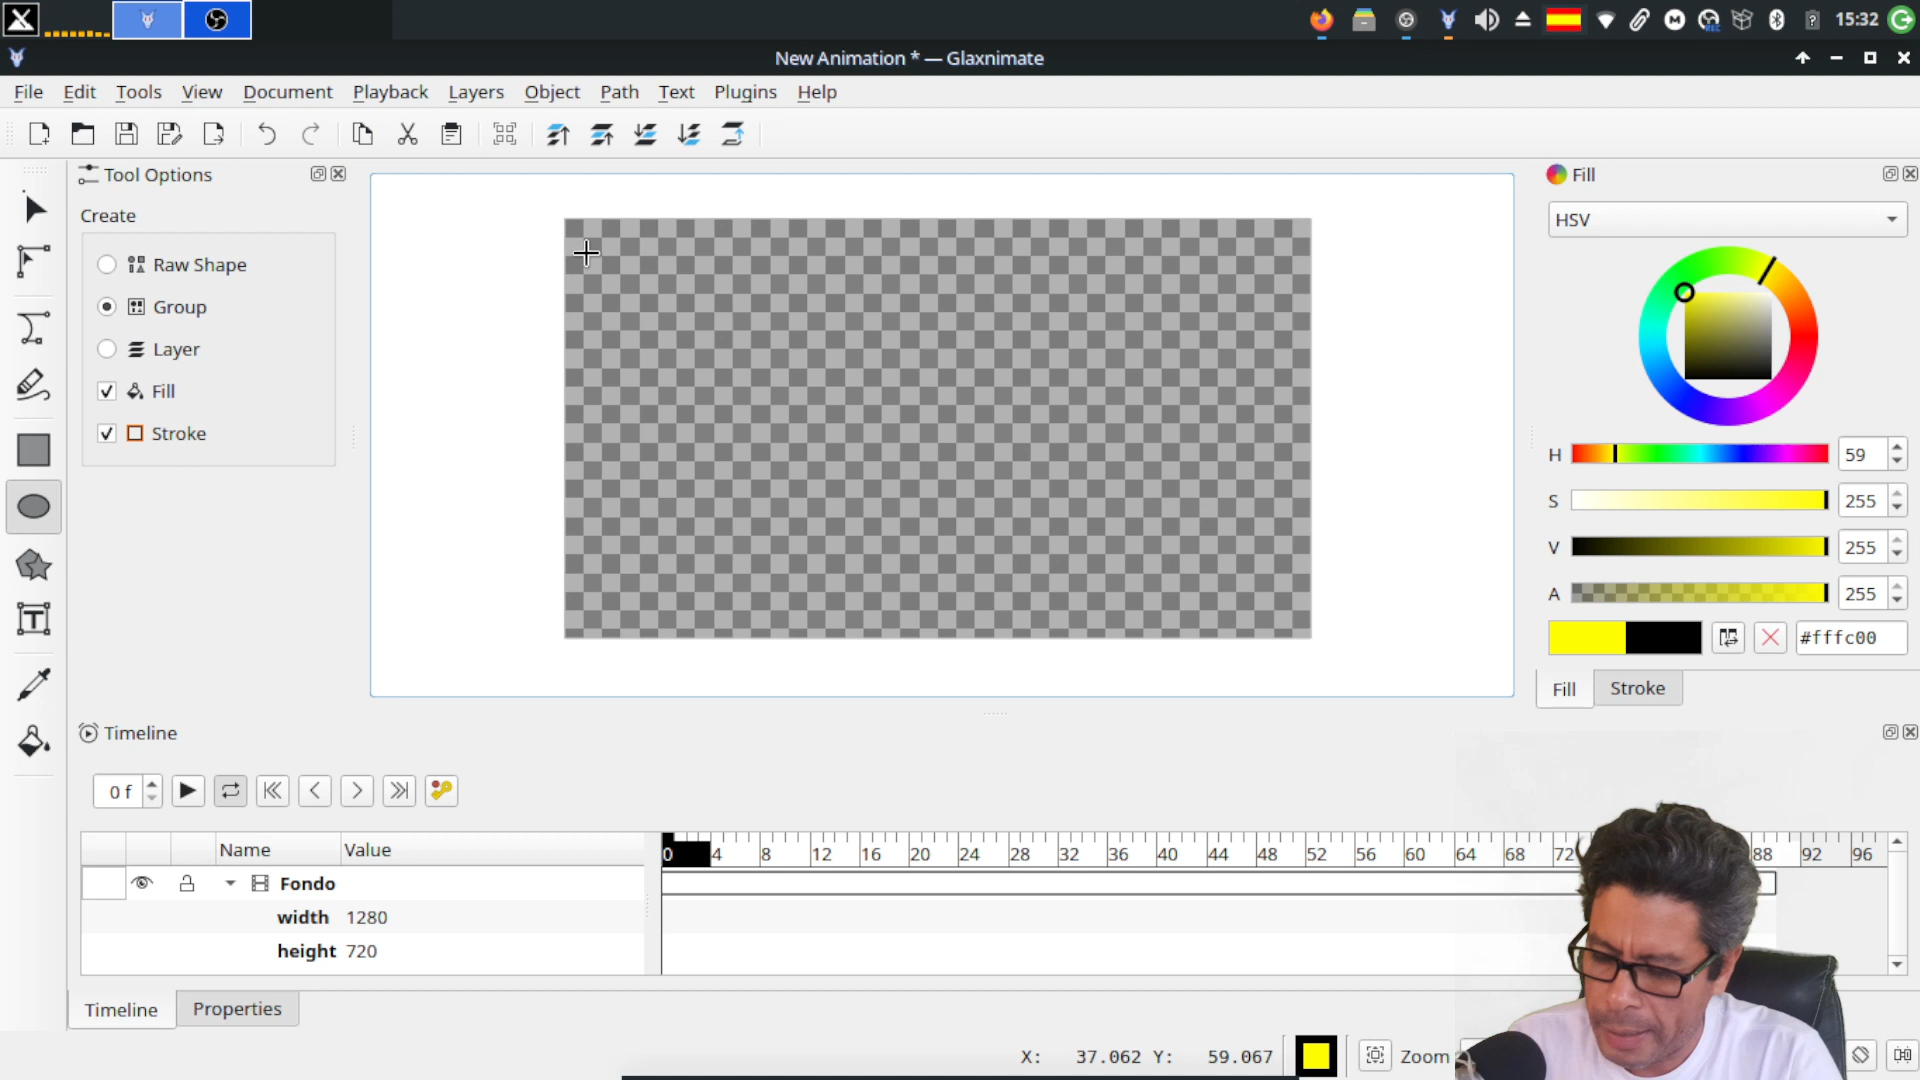 15:32
New Animation * — Glaxnimate
File Edit Tools View Document Playback Layers Object Path Text Plugins Help
Tool Options
Create
Raw Shape
Group
Layer
Fill
Stroke
Fill
HSV
H 59
S 255
V 255
A 255
#fffc00
Fill Stroke
Timeline
0 f
Name Value
0 4 8 12 16 20 24 28 32 36 40 44 48 52 56 60 64 68 72 88 92 96
Fondo
width 1280
height 720
Timeline Properties
X: 37.062 Y: 59.067 Zoom